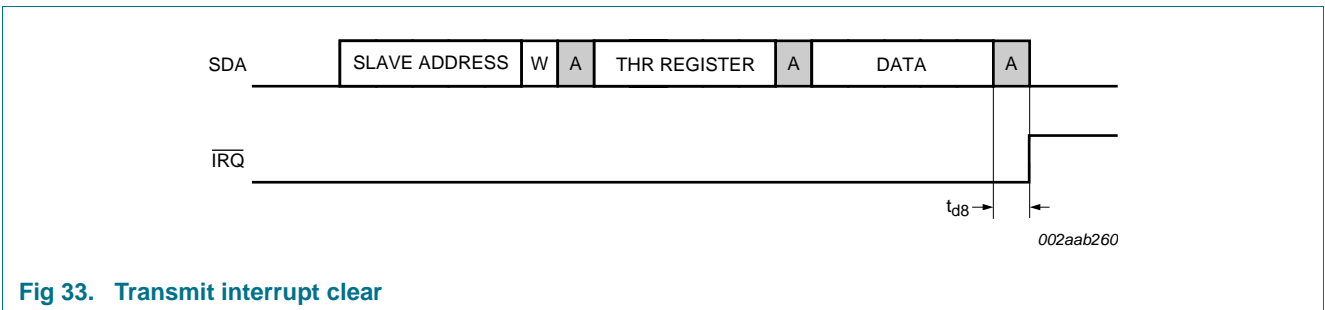 SDA SLAVE ADDRESS W A THR REGISTER A DATA A
IRQ
td8
002aab260
Fig 33. Transmit interrupt clear